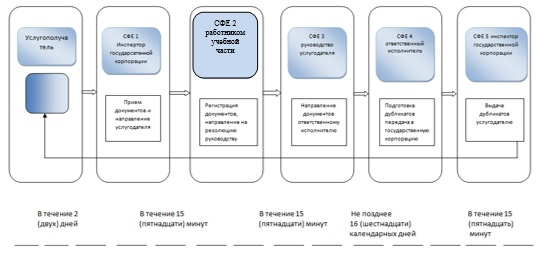 Услугополуча
тель
СФЕ 1
Инспектор
государственной
корпорации
СФЕ 2
работником
учебной
части
СФЕ 3
руководство
услугодателя
СФЕ 4
ответственный
исполнитель
СФЕ 5 инспектор
государственной
корпорации
Прием
документов и
направление
услугодателя
Регистрация
документов,
направление на
резолюцию
руководству
Направление
документов
ответственному
исполнителю
Подготовка
дубликатов
передача в
государственную
корпорацию
Выдача
дубликатов
услугодателю
В течение 2
(двух) дней
В течение 15
(пятнадцати) минут
В течение 15
(пятнадцати) минут
Не позднее
16 (шестнадцати)
календарных дней
В течение 15
(пятнадцать)
минут